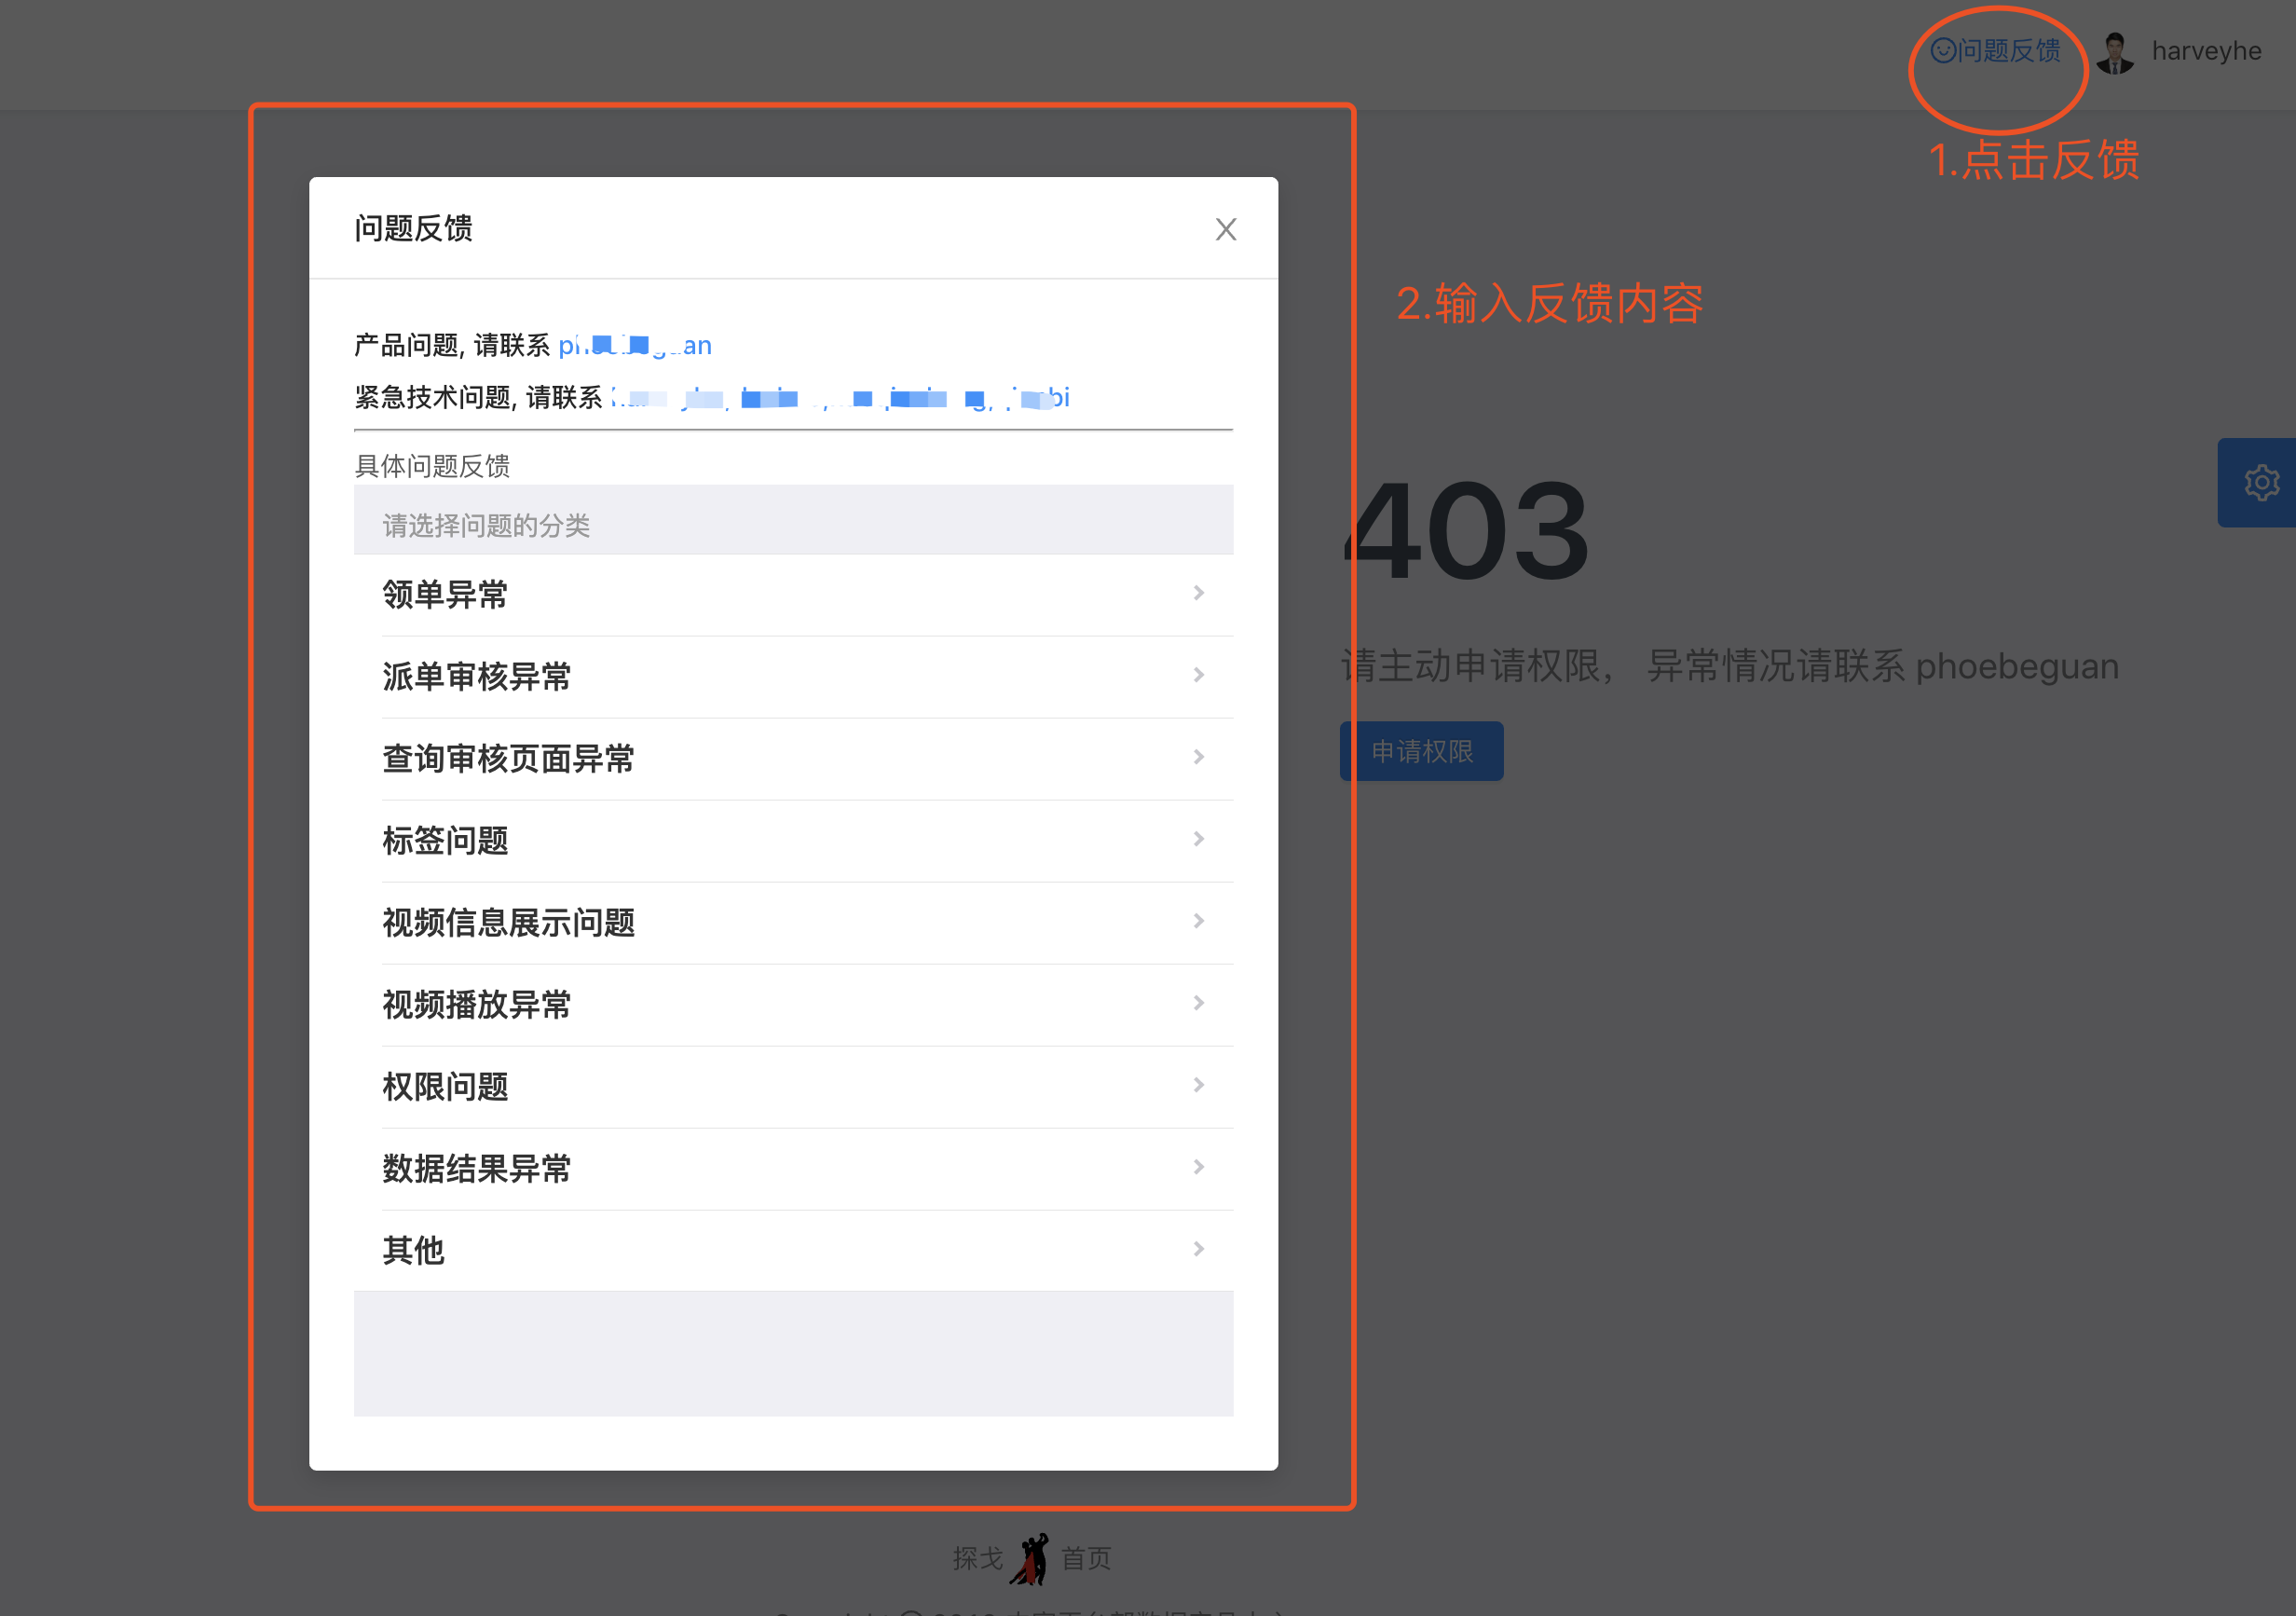 问题反馈 harveyhe
1.点击反馈
问题反馈
2.输入反馈内容
产品问题, 请联系
紧急技术问题, 请联系
具体问题反馈
请选择问题的分类
领单异常
派单审核异常
查询审核页面异常
标签问题
视频信息展示问题
视频播放异常
权限问题
数据结果异常
其他
403
请主动申请权限， 异常情况请联系 phoebeguan
申请权限
探戈 首页